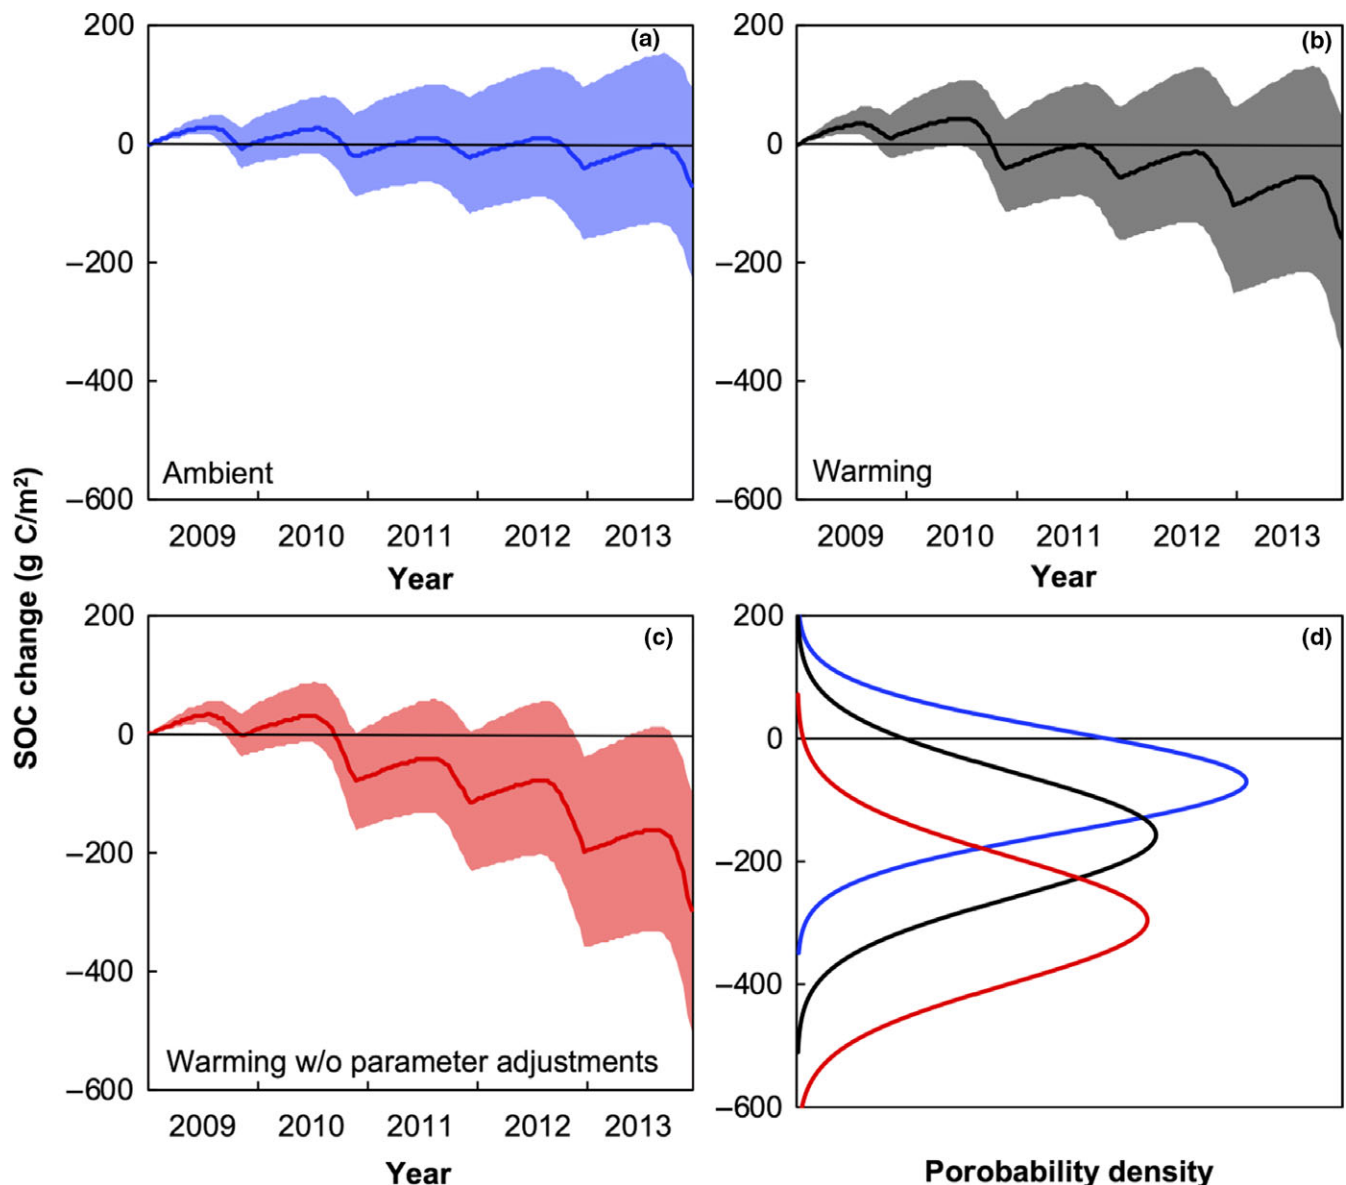 SOC change (g C/m²)
200
0
–200
–400
–600
(a)
Ambient
2009 2010 2011 2012 2013
Year
200
0
–200
–400
–600
(b)
Warming
2009 2010 2011 2012 2013
Year
200
0
–200
–400
–600
(c)
Warming w/o parameter adjustments
2009 2010 2011 2012 2013
Year
200
0
–200
–400
–600
(d)
Porobability density